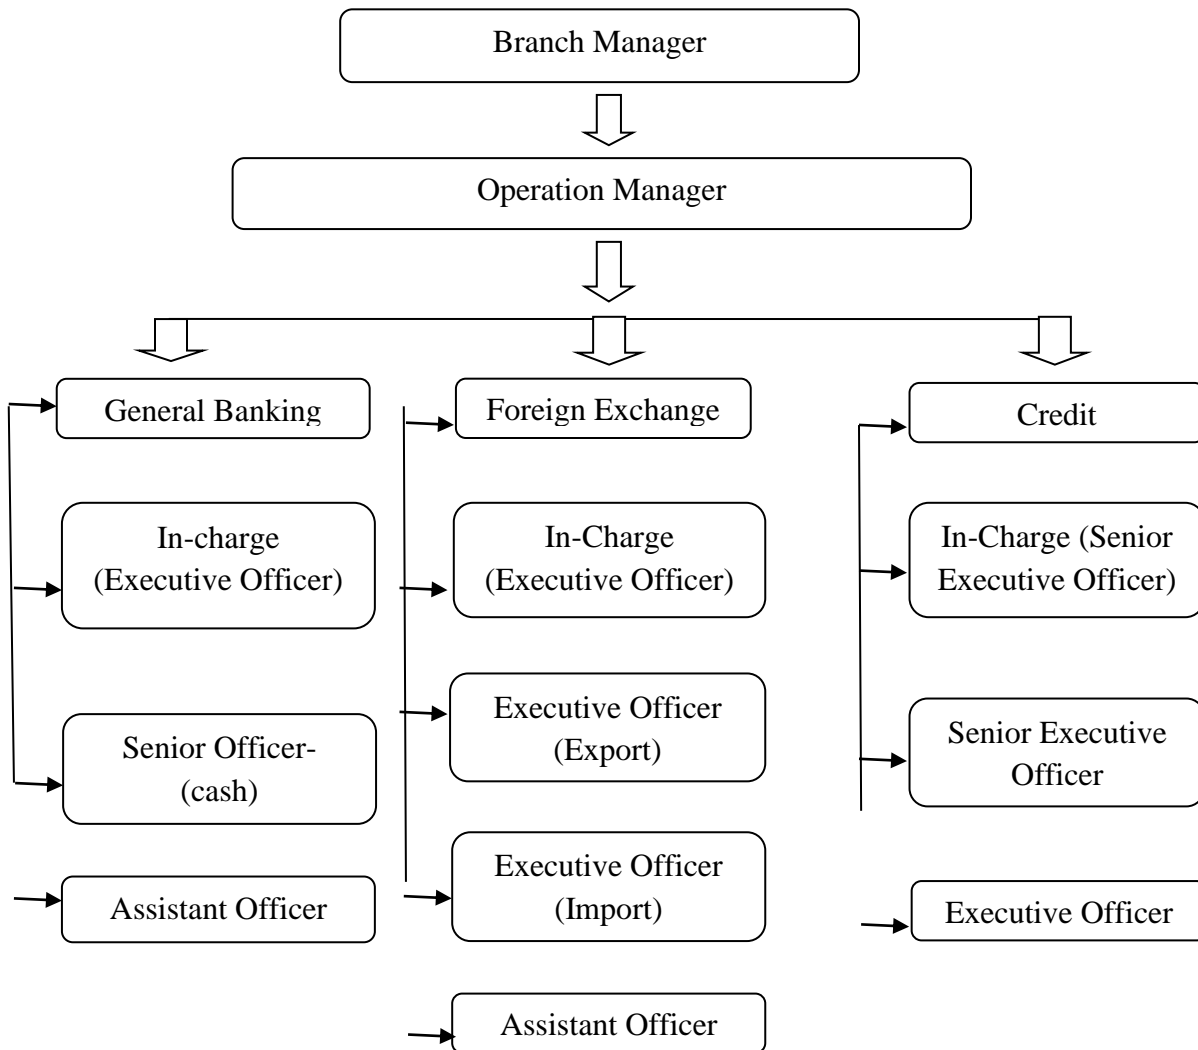 Branch Manager
Operation Manager
General Banking
In-charge
(Executive Officer)
Senior Officer-
(cash)
Assistant Officer
Foreign Exchange
In-Charge
(Executive Officer)
Executive Officer
(Export)
Executive Officer
(Import)
Assistant Officer
Credit
In-Charge (Senior
Executive Officer)
Senior Executive
Officer
Executive Officer